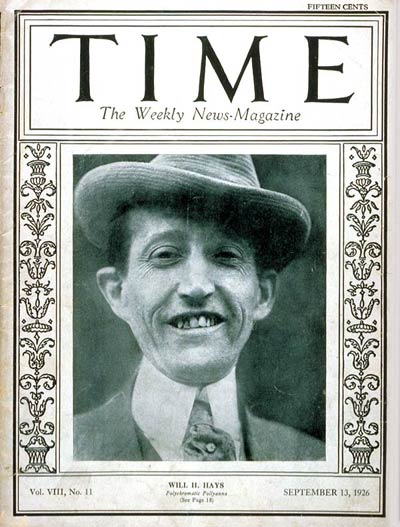 FIFTEEN CENTS
TIME
The Weekly News-Magazine
WILL H. HAYS
Polychromatic Pollyanna
(See Page 18)
Vol. VIII, No. 11
SEPTEMBER 13, 1926